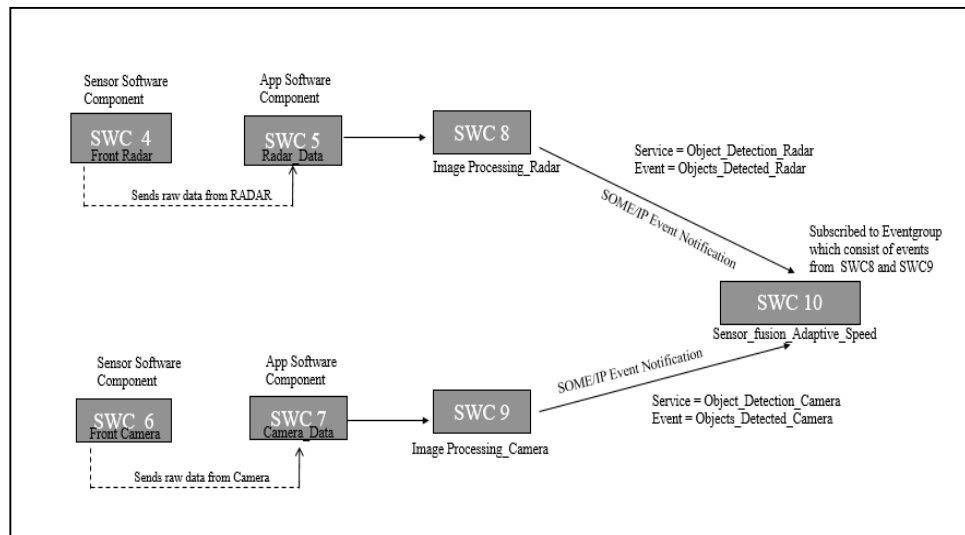 Sensor Software
Component
SWC 4
Front Radar
App Software
Component
SWC 5
Radar_Data
Sends raw data from RADAR
SWC 8
Image Processing_Radar
Service = Object_Detection_Radar
Event = Objects_Detected_Radar
SOME/IP Event Notification
Subscribed to Eventgroup
which consist of events
from SWC8 and SWC9
SWC 10
Sensor_fusion_Adaptive_Speed
SOME/IP Event Notification
Service = Object_Detection_Camera
Event = Objects_Detected_Camera
Sensor Software
Component
SWC 6
Front Camera
App Software
Component
SWC 7
Camera_Data
Sends raw data from Camera
SWC 9
Image Processing_Camera